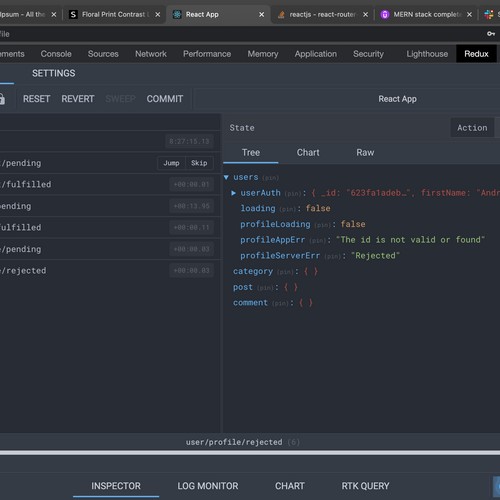 Ipsum - All the
Floral Print Contrast L
React App
reactjs - react-router
MERN stack complete
S
file
ements Console Sources Network Performance Memory Application Security Lighthouse Redux
SETTINGS
RESET REVERT SWEEP COMMIT React App
State Action
8:27:15.13
Tree Chart Raw
/pending Jump Skip
/fulfilled +00:00.01
pending +00:13.95
fulfilled +00:00.11
/pending +00:00.03
/rejected +00:00.03
users (pin)
userAuth (pin): { _id: "623fa1adeb…", firstName: "Andr
loading (pin): false
profileLoading (pin): false
profileAppErr (pin): "The id is not valid or found"
profileServerErr (pin): "Rejected"
category (pin): { }
post (pin): { }
comment (pin): { }
user/profile/rejected (6)
INSPECTOR LOG MONITOR CHART RTK QUERY